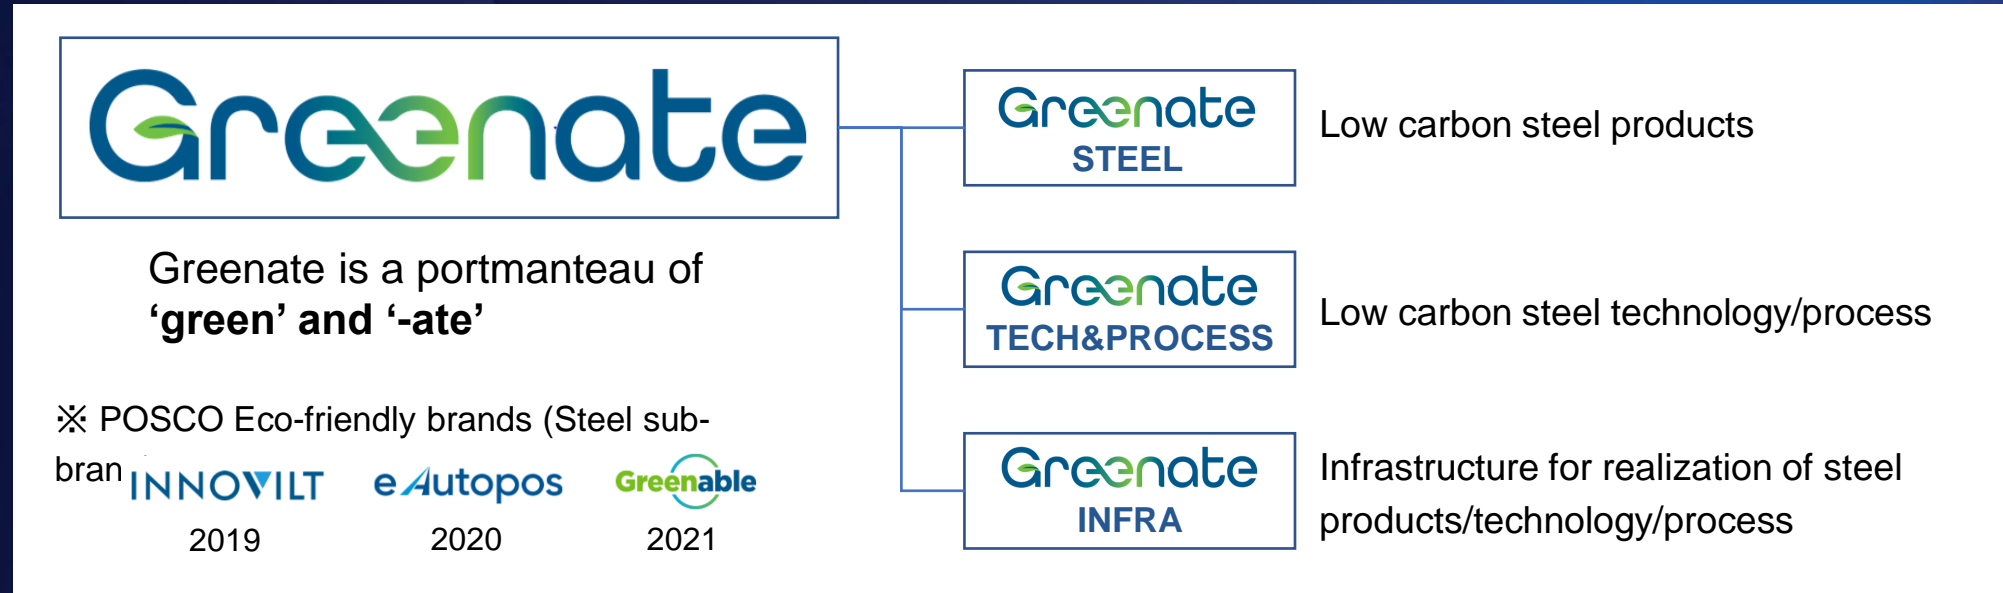 Greenate
Greenate is a portmanteau of
‘green’ and ‘-ate’
※ POSCO Eco-friendly brands (Steel sub-
bran
INNOVILT
e Autopos
Greenable
2019
2020
2021
Greenate
STEEL
Low carbon steel products
Greenate
TECH&PROCESS
Low carbon steel technology/process
Greenate
INFRA
Infrastructure for realization of steel
products/technology/process